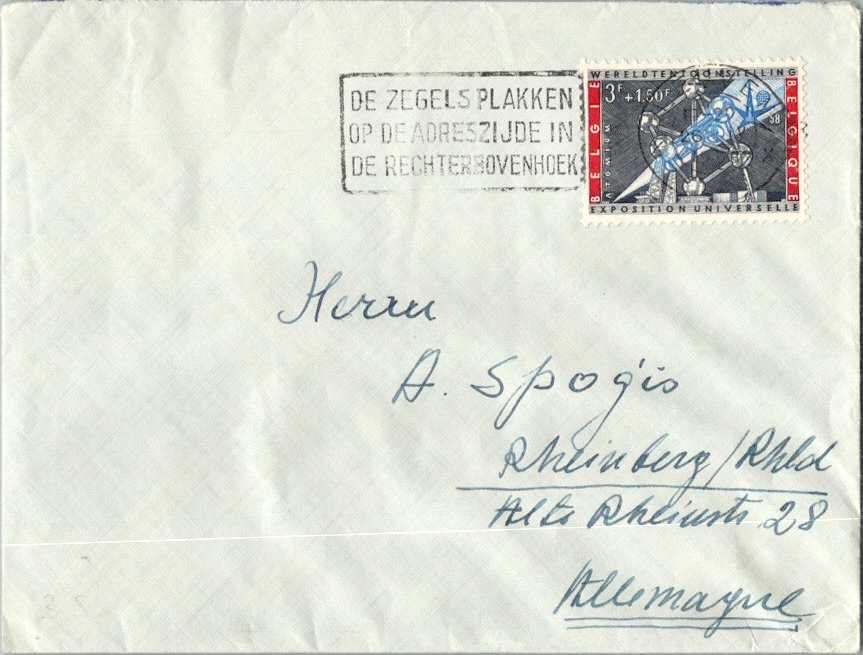 DE ZEGELS PLAKKEN
OP DE ADRESZIJDE IN
DE RECHTERBOVENHOEK
WERELDTENTOONSTELLING
3F + 1.50F
58
BELGIE
BELGIQUE
ATOMIUM
EXPOSITION UNIVERSELLE
Herrn
A. Spogis
Rheinberg/Rhld
Alte Rheinstr 28
Allemagne